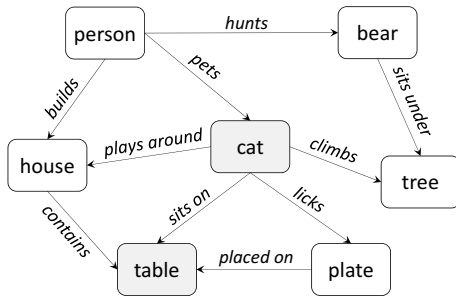 hunts
person
bear
pets
builds
sits under
plays around
cat
climbs
house
tree
contains
sits on
licks
placed on
table
plate